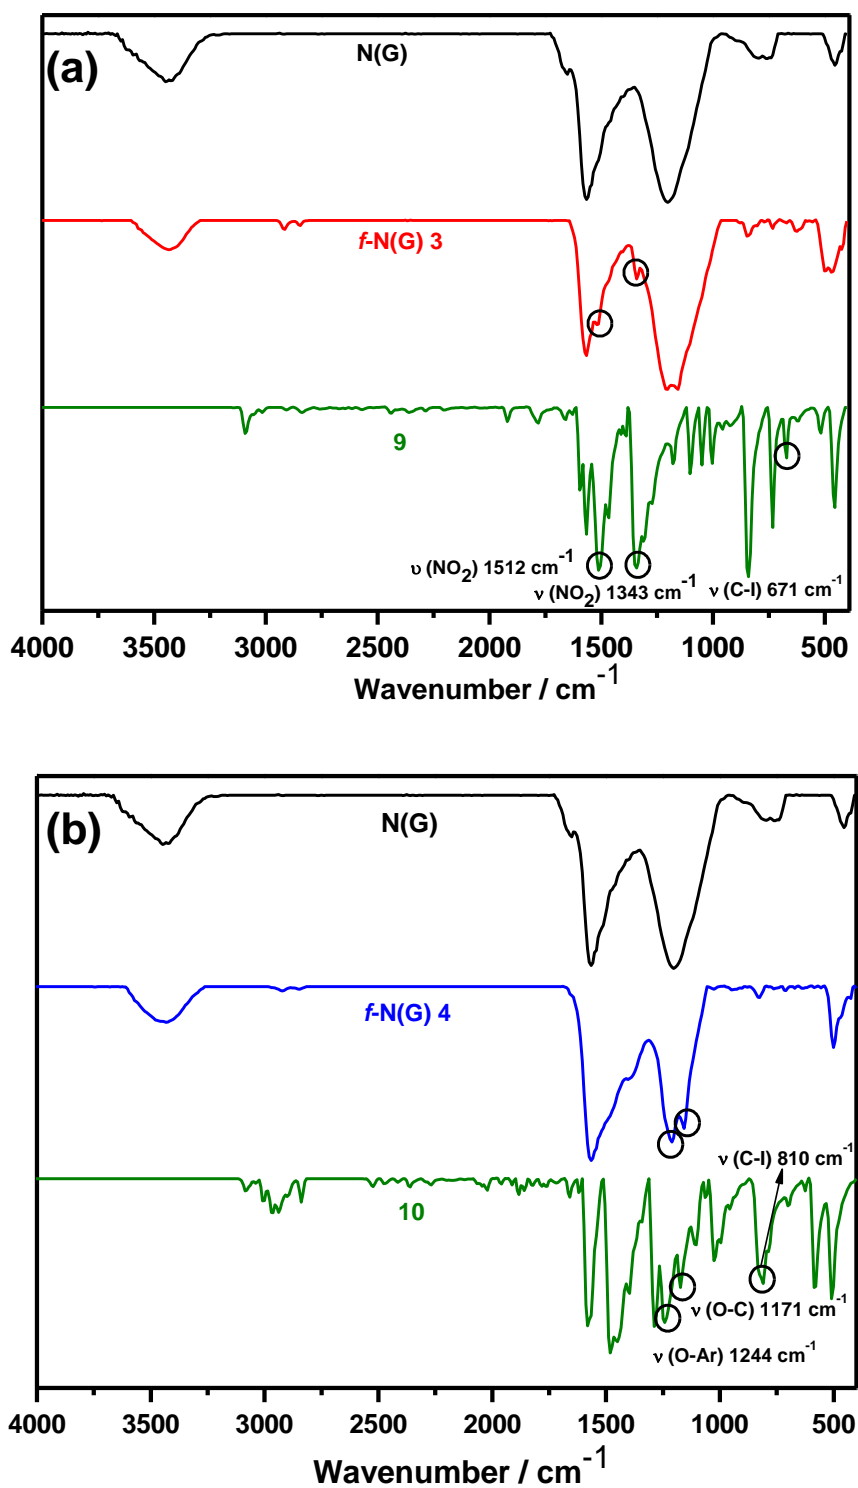 (a)
N(G)
f-N(G) 3
9
υ (NO2) 1512 cm-1
ν (NO2) 1343 cm-1
ν (C-I) 671 cm-1
4000 3500 3000 2500 2000 1500 1000 500
Wavenumber / cm-1
(b)
N(G)
f-N(G) 4
ν (C-I) 810 cm-1
10
ν (O-C) 1171 cm-1
ν (O-Ar) 1244 cm-1
4000 3500 3000 2500 2000 1500 1000 500
Wavenumber / cm-1